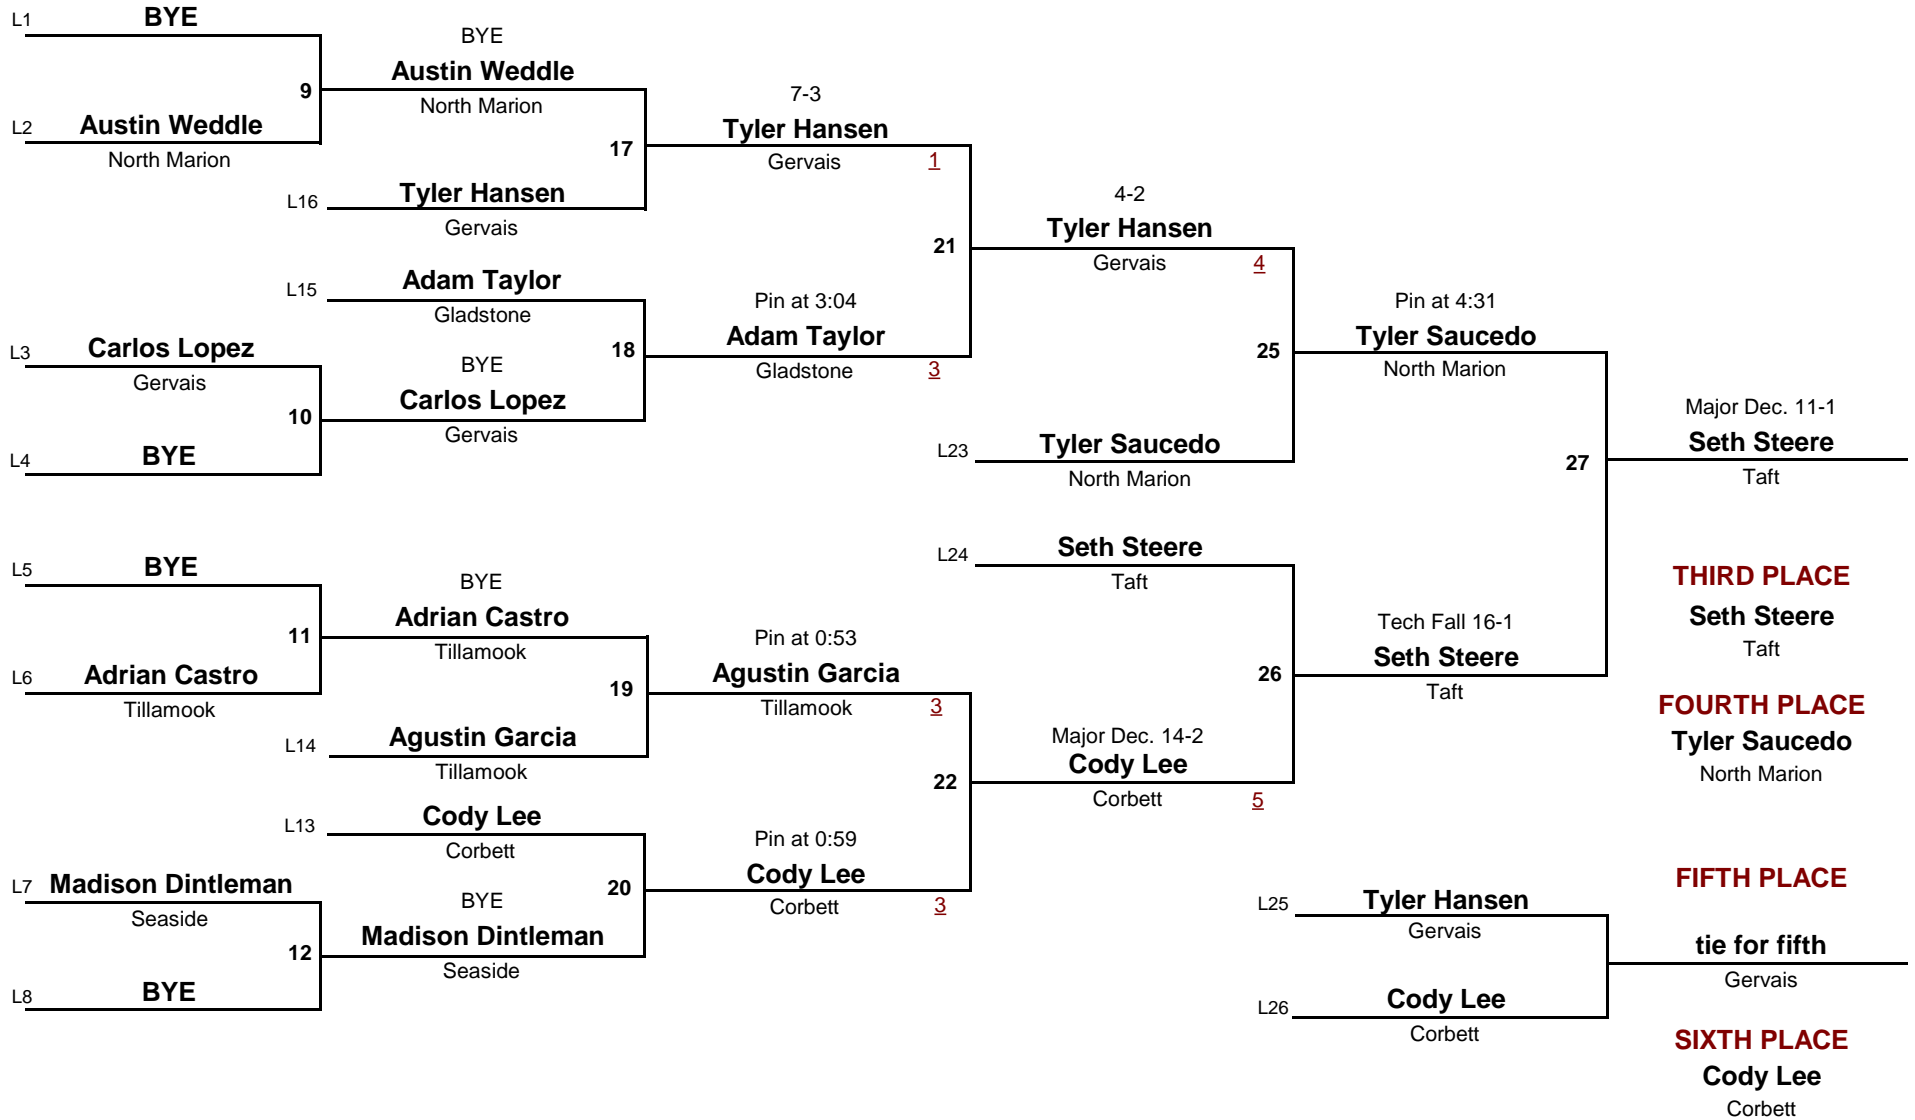 L1 BYE
9
L2 Austin Weddle
North Marion
BYE
Austin Weddle
North Marion
17
L16 Tyler Hansen
Gervais
7-3
Tyler Hansen
Gervais 1
L15 Adam Taylor
Gladstone
L3 Carlos Lopez
Gervais
10
L4 BYE
BYE
Carlos Lopez
Gervais
18
Pin at 3:04
Adam Taylor
Gladstone 3
21
4-2
Tyler Hansen
Gervais 4
L23 Tyler Saucedo
North Marion
25
Pin at 4:31
Tyler Saucedo
North Marion
27
Major Dec. 11-1
Seth Steere
Taft
L5 BYE
11
L6 Adrian Castro
Tillamook
BYE
Adrian Castro
Tillamook
19
L14 Agustin Garcia
Tillamook
Pin at 0:53
Agustin Garcia
Tillamook 3
L13 Cody Lee
Corbett
L7 Madison Dintleman
Seaside
12
L8 BYE
BYE
Madison Dintleman
Seaside
20
Pin at 0:59
Cody Lee
Corbett 3
22
L24 Seth Steere
Taft
Major Dec. 14-2
Cody Lee
Corbett 5
26
Tech Fall 16-1
Seth Steere
Taft
THIRD PLACE
Seth Steere
Taft
FOURTH PLACE
Tyler Saucedo
North Marion
L25 Tyler Hansen
Gervais
L26 Cody Lee
Corbett
FIFTH PLACE
tie for fifth
Gervais
SIXTH PLACE
Cody Lee
Corbett